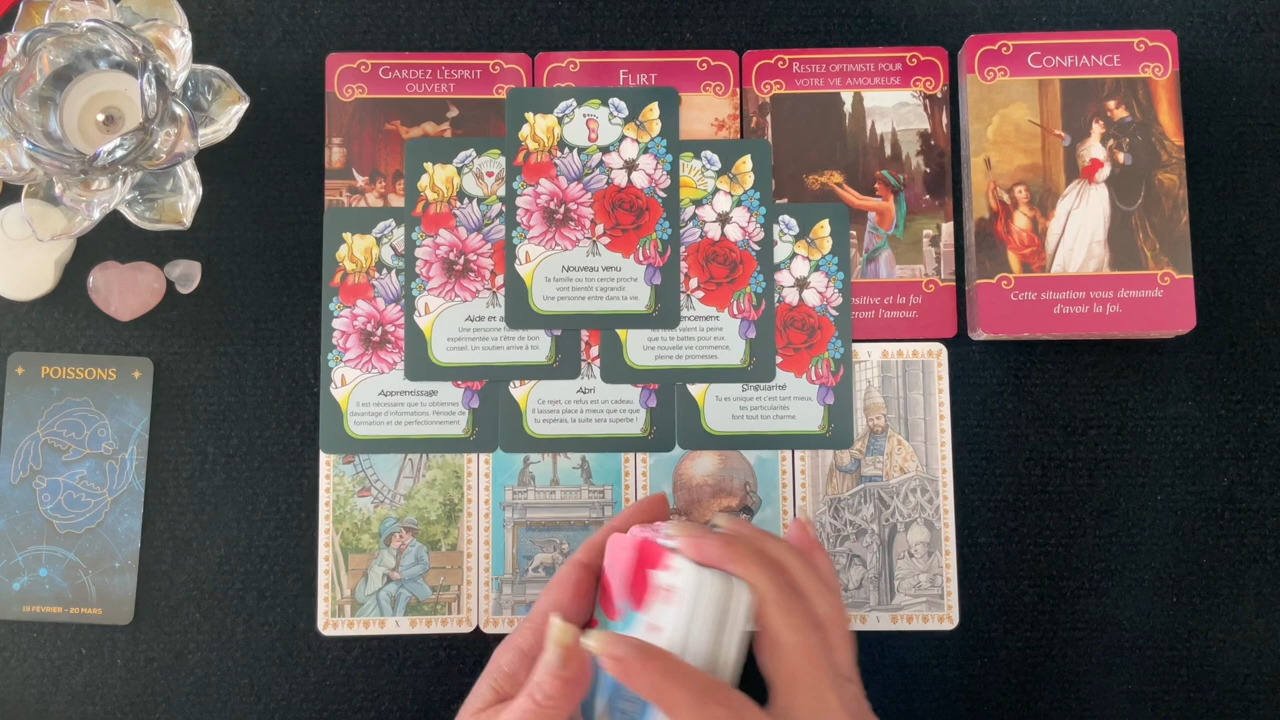 GARDEZ L'ESPRIT
OUVERT
FLIRT
RESTEZ OPTIMISTE POUR
VOTRE VIE AMOUREUSE
CONFIANCE
Cette situation vous demande
d'avoir la foi.
et la foi
l'amour.
Nouveau venu
Ta famille ou ton cercle proche
vont bientôt s'agrandir.
Une personne entre dans ta vie.
Aide et
Une personne
expérimentée va t'être de bon
conseil. Un soutien arrive à toi.
valent la peine
que tu te battes pour eux.
Une nouvelle vie commence,
pleine de promesses.
Apprentissage
Il est nécessaire que tu obtiennes
davantage d'informations. Période de
formation et de perfectionnement.
Abri
Ce rejet, ce refus est un cadeau.
Il laissera place à mieux que ce que
tu espérais, la suite sera superbe !
Singularité
Tu es unique et c'est tant mieux,
tes particularités
font tout ton charme.
POISSONS
19 FÉVRIER - 20 MARS
V
X
V